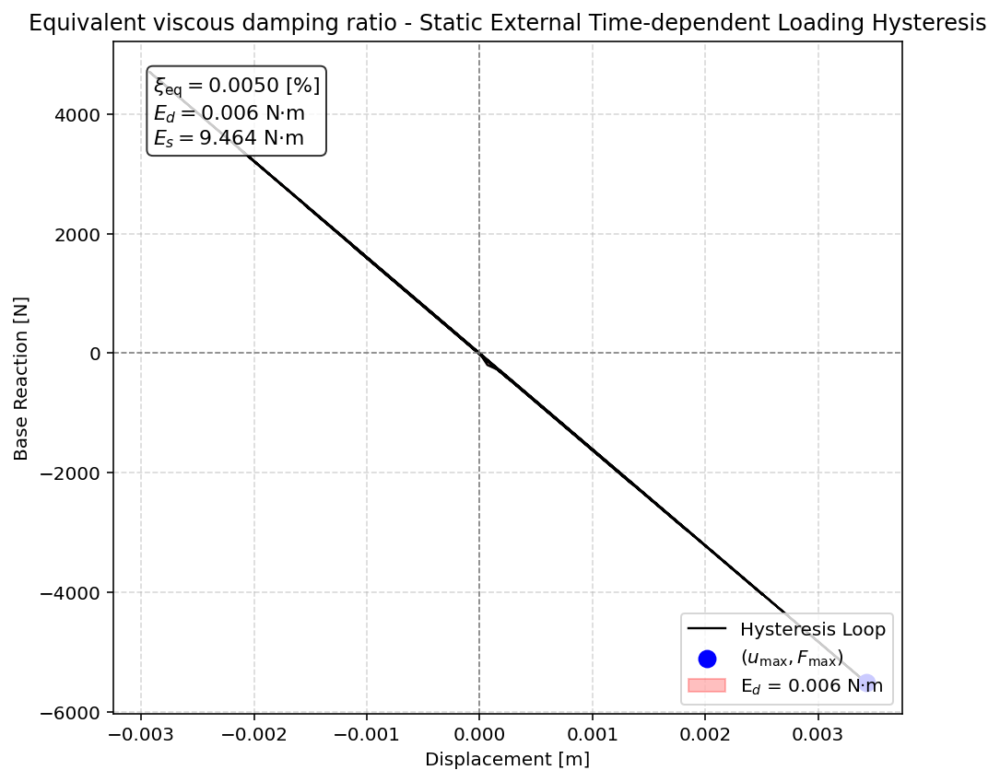 Equivalent viscous damping ratio - Static External Time-dependent Loading Hysteresis
ξeq = 0.0050 [%]
Ed = 0.006 N·m
Es = 9.464 N·m
4000
2000
0
−2000
−4000
−6000
Base Reaction [N]
Hysteresis Loop
(umax, Fmax)
Ed = 0.006 N·m
−0.003 −0.002 −0.001 0.000 0.001 0.002 0.003
Displacement [m]